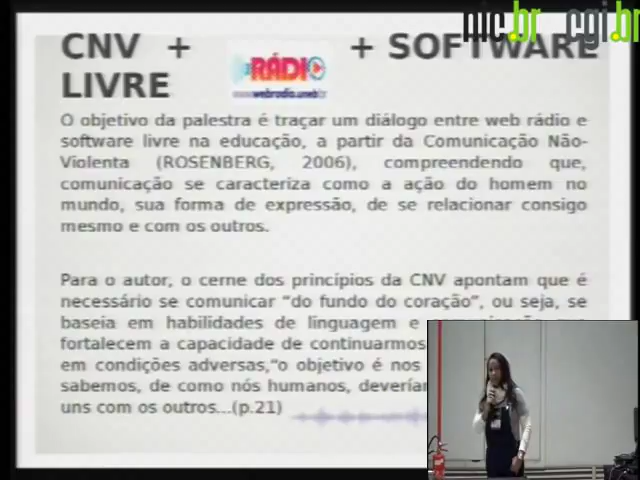 nic.br cgi.br
CNV + RÁDIO + SOFTWARE
www.webradio.uneb.br
LIVRE
O objetivo da palestra é traçar um diálogo entre web rádio e
software livre na educação, a partir da Comunicação Não-
Violenta (ROSENBERG, 2006), compreendendo que,
comunicação se caracteriza como a ação do homem no
mundo, sua forma de expressão, de se relacionar consigo
mesmo e com os outros.
Para o autor, o cerne dos princípios da CNV apontam que é
necessário se comunicar “do fundo do coração”, ou seja, se
baseia em habilidades de linguagem e
fortalecem a capacidade de continuarmos
em condições adversas,“o objetivo é nos
sabemos, de como nós humanos,
uns com os outros...(p.21)